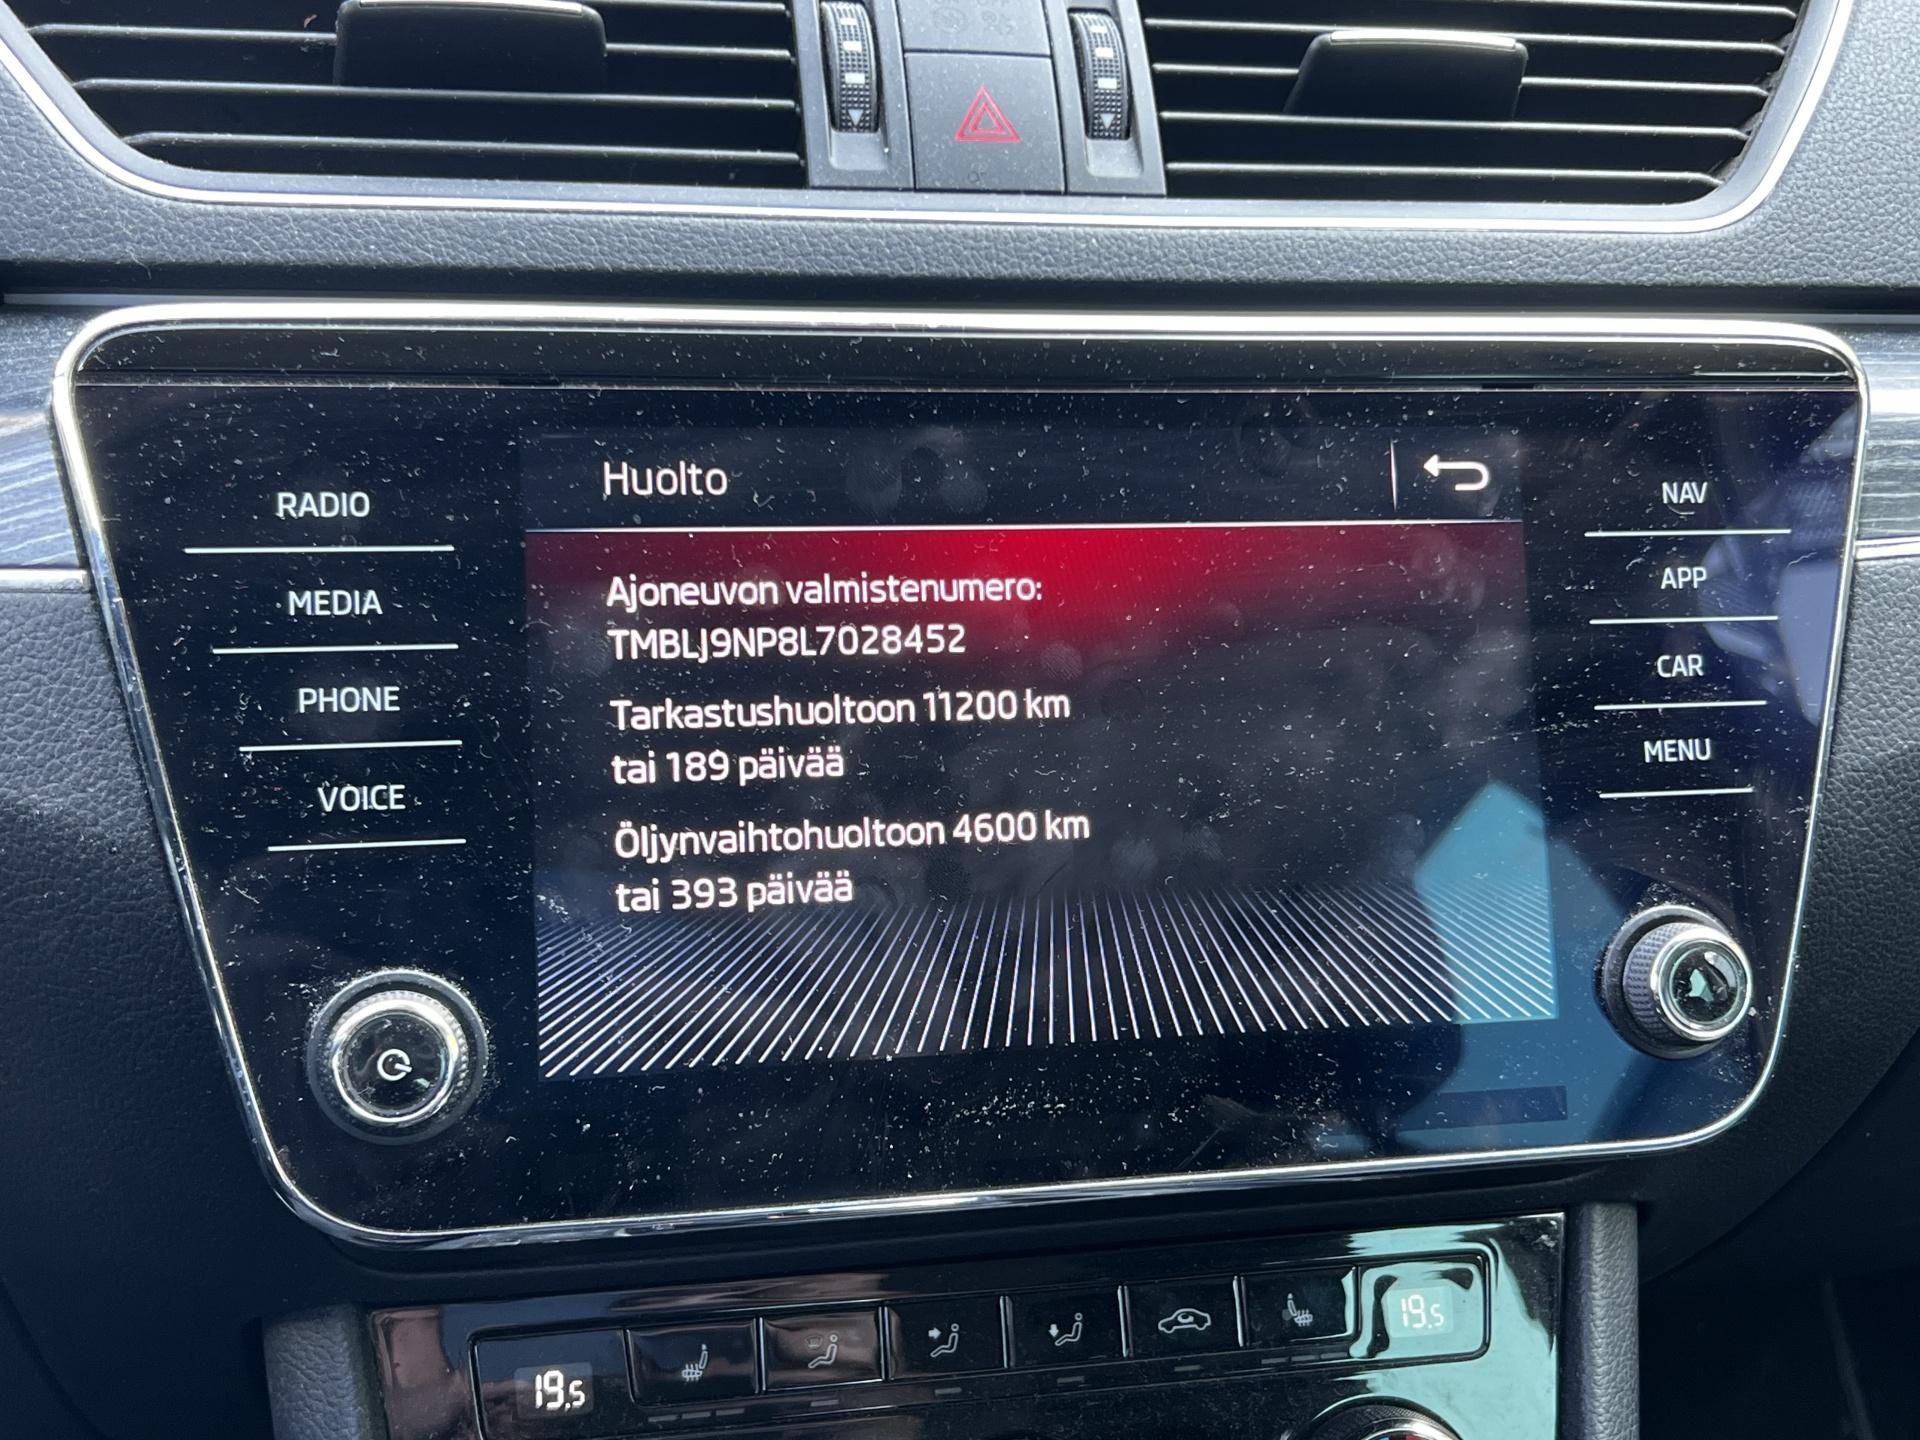 Huolto
RADIO
MEDIA
PHONE
VOICE
Ajoneuvon valmistenumero:
TMBLJ9NP8L7028452
Tarkastushuoltoon 11200 km
tai 189 päivää
Öljynvaihtohuoltoon 4600 km
tai 393 päivää
NAV
APP
CAR
MENU
19.5
19.5